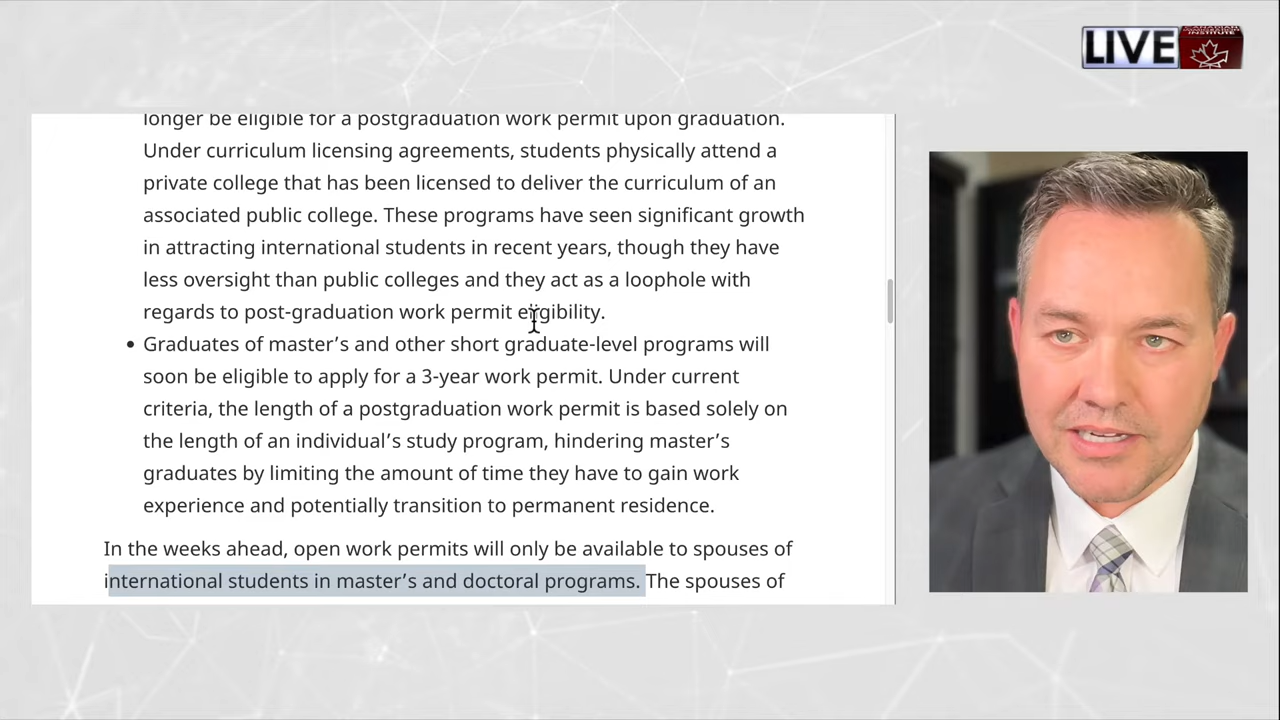 LIVE
CANADIAN
INSTITUTE
longer be eligible for a postgraduation work permit upon graduation.
Under curriculum licensing agreements, students physically attend a
private college that has been licensed to deliver the curriculum of an
associated public college. These programs have seen significant growth
in attracting international students in recent years, though they have
less oversight than public colleges and they act as a loophole with
regards to post-graduation work permit eligibility.
• Graduates of master’s and other short graduate-level programs will
soon be eligible to apply for a 3-year work permit. Under current
criteria, the length of a postgraduation work permit is based solely on
the length of an individual’s study program, hindering master’s
graduates by limiting the amount of time they have to gain work
experience and potentially transition to permanent residence.
In the weeks ahead, open work permits will only be available to spouses of
international students in master’s and doctoral programs. The spouses of